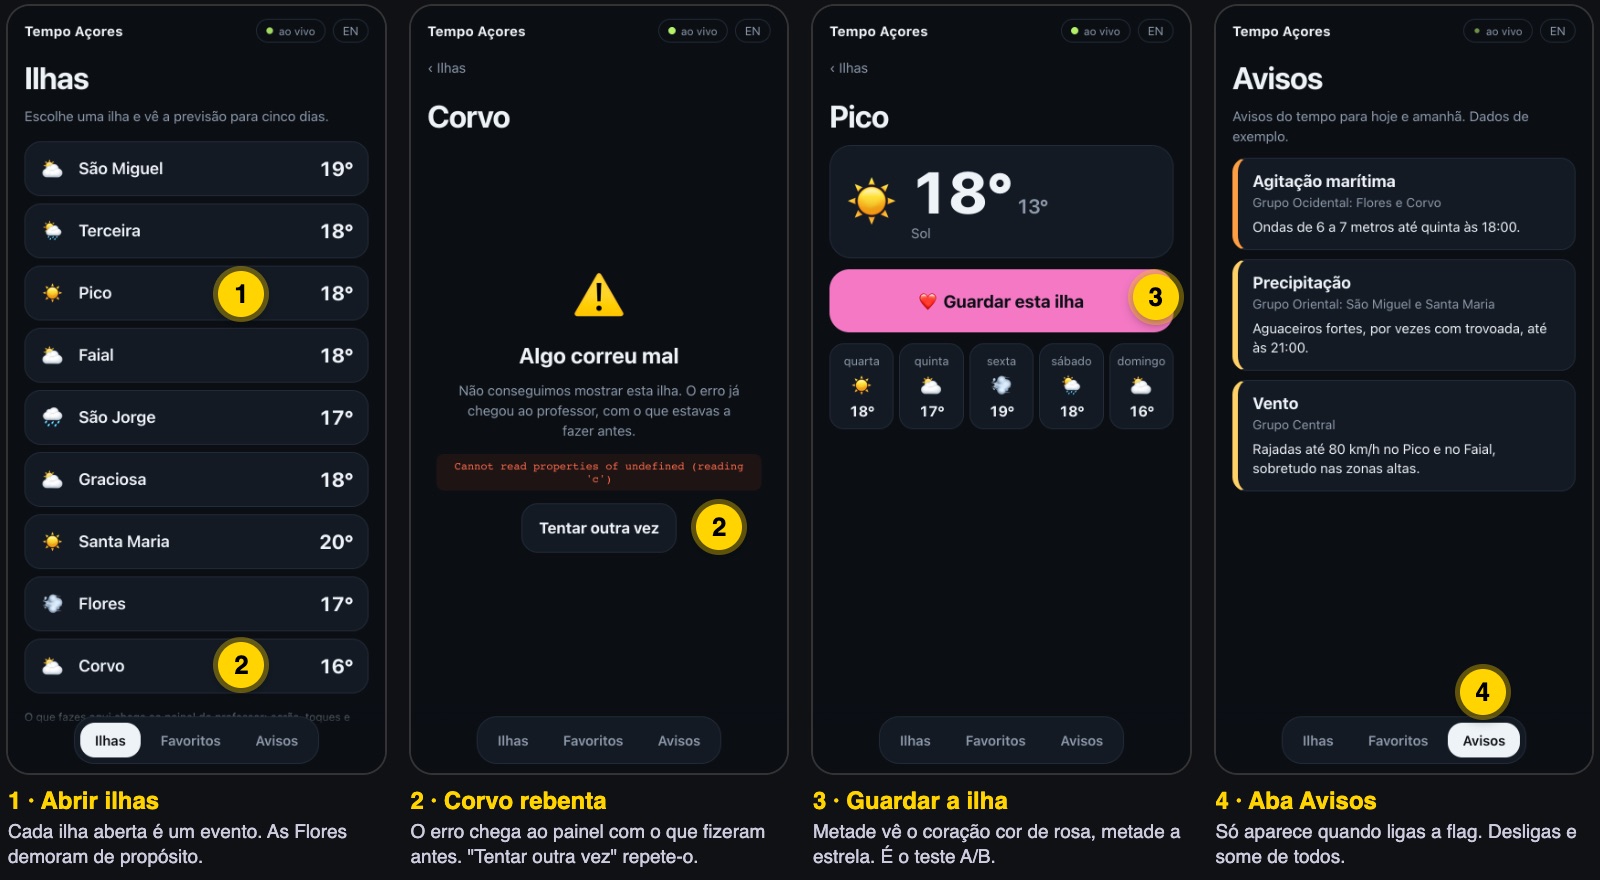 Tempo Açores
ao vivo
EN
Ilhas
Escolhe uma ilha e vê a previsão para cinco dias.
São Miguel 19°
Terceira 18°
Pico 1 18°
Faial 18°
São Jorge 17°
Graciosa 18°
Santa Maria 20°
Flores 17°
Corvo 2 16°
O que fazes aqui chega ao painel do professor: ecrãs, toques e
Ilhas Favoritos Avisos
1 · Abrir ilhas
Cada ilha aberta é um evento. As Flores
demoram de propósito.
Tempo Açores
ao vivo
EN
‹ Ilhas
Corvo
Algo correu mal
Não conseguimos mostrar esta ilha. O erro já
chegou ao professor, com o que estavas a
fazer antes.
Cannot read properties of undefined (reading
'c')
Tentar outra vez 2
Ilhas Favoritos Avisos
2 · Corvo rebenta
O erro chega ao painel com o que fizeram
antes. "Tentar outra vez" repete-o.
Tempo Açores
ao vivo
EN
‹ Ilhas
Pico
18° 13°
Sol
Guardar esta ilha 3
quarta quinta sexta sábado domingo
18° 17° 19° 18° 16°
Ilhas Favoritos Avisos
3 · Guardar a ilha
Metade vê o coração cor de rosa, metade a
estrela. É o teste A/B.
Tempo Açores
ao vivo
EN
Avisos
Avisos do tempo para hoje e amanhã. Dados de
exemplo.
Agitação marítima
Grupo Ocidental: Flores e Corvo
Ondas de 6 a 7 metros até quinta às 18:00.
Precipitação
Grupo Oriental: São Miguel e Santa Maria
Aguaceiros fortes, por vezes com trovoada, até
às 21:00.
Vento
Grupo Central
Rajadas até 80 km/h no Pico e no Faial,
sobretudo nas zonas altas.
4
Ilhas Favoritos Avisos
4 · Aba Avisos
Só aparece quando ligas a flag. Desligas e
some de todos.